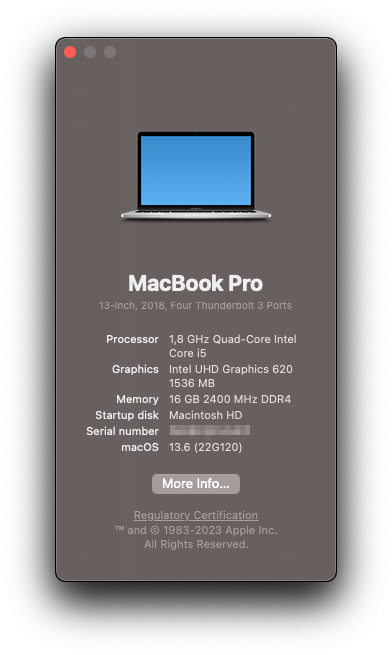 MacBook Pro
13-inch, 2018, Four Thunderbolt 3 Ports
Processor 1,8 GHz Quad-Core Intel
Core i5
Graphics Intel UHD Graphics 620
1536 MB
Memory 16 GB 2400 MHz DDR4
Startup disk Macintosh HD
Serial number
macOS 13.6 (22G120)
More Info...
Regulatory Certification
™ and © 1983-2023 Apple Inc.
All Rights Reserved.